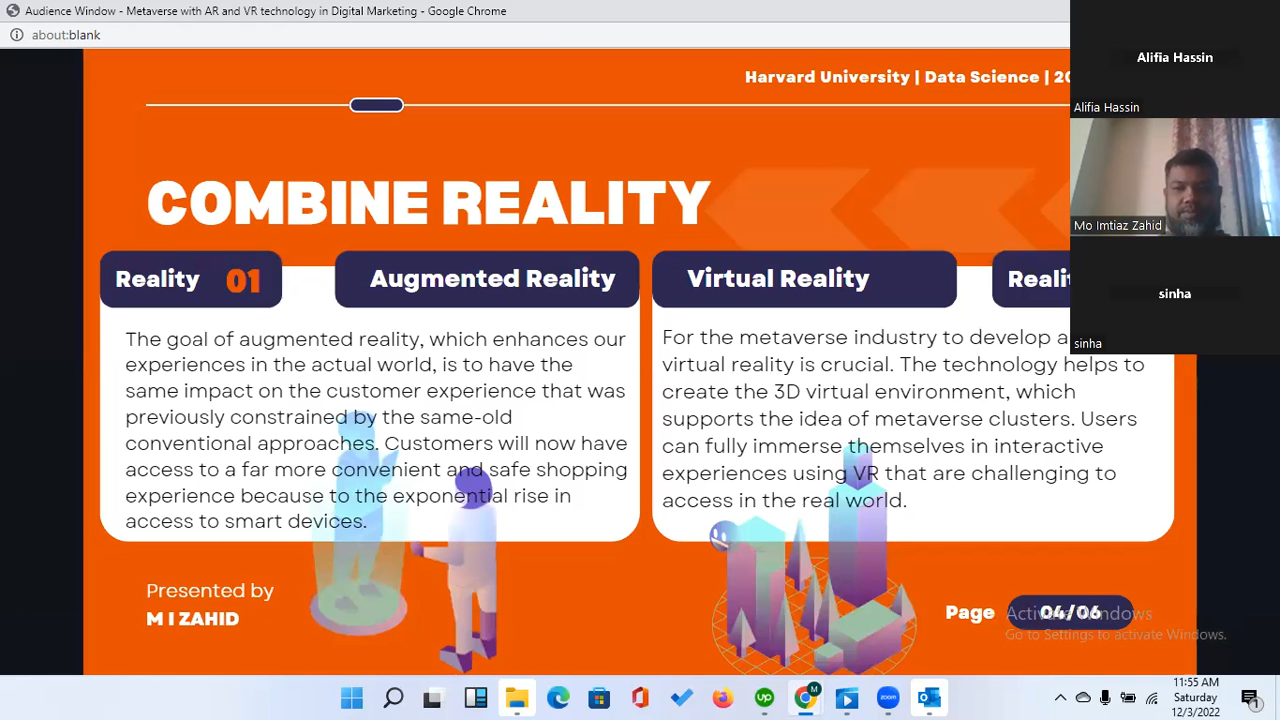 Audience Window - Metaverse with AR and VR technology in Digital Marketing - Google Chrome
about:blank
Harvard University | Data Science | 20
COMBINE REALITY
Reality 01
Augmented Reality
Virtual Reality
Reali
The goal of augmented reality, which enhances our
experiences in the actual world, is to have the
same impact on the customer experience that was
previously constrained by the same-old
conventional approaches. Customers will now have
access to a far more convenient and safe shopping
experience because to the exponential rise in
access to smart devices.
For the metaverse industry to develop a
virtual reality is crucial. The technology helps to
create the 3D virtual environment, which
supports the idea of metaverse clusters. Users
can fully immerse themselves in interactive
experiences using VR that are challenging to
access in the real world.
Presented by
M I ZAHID
Page 04/06
Activate Windows
Go to Settings to activate Windows.
Alifia Hassin
Alifia Hassin
Mo Imtiaz Zahid
sinha
sinha
11:55 AM
Saturday
12/3/2022